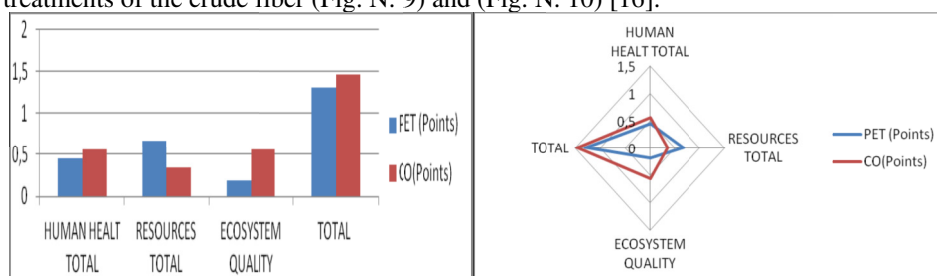 treatments of the crude fiber (Fig. N. 9) and (Fig. N. 10) [16].
2
1,5
1
0,5
0
HUMAN HEALT
TOTAL
RESOURCES
TOTAL
ECOSYSTEM
QUALITY
TOTAL
PET (Points)
CO(Points)
HUMAN
HEALT TOTAL
1,5
1
0,5
0
TOTAL
RESOURCES
TOTAL
ECOSYSTEM
QUALITY
PET (Points)
CO(Points)